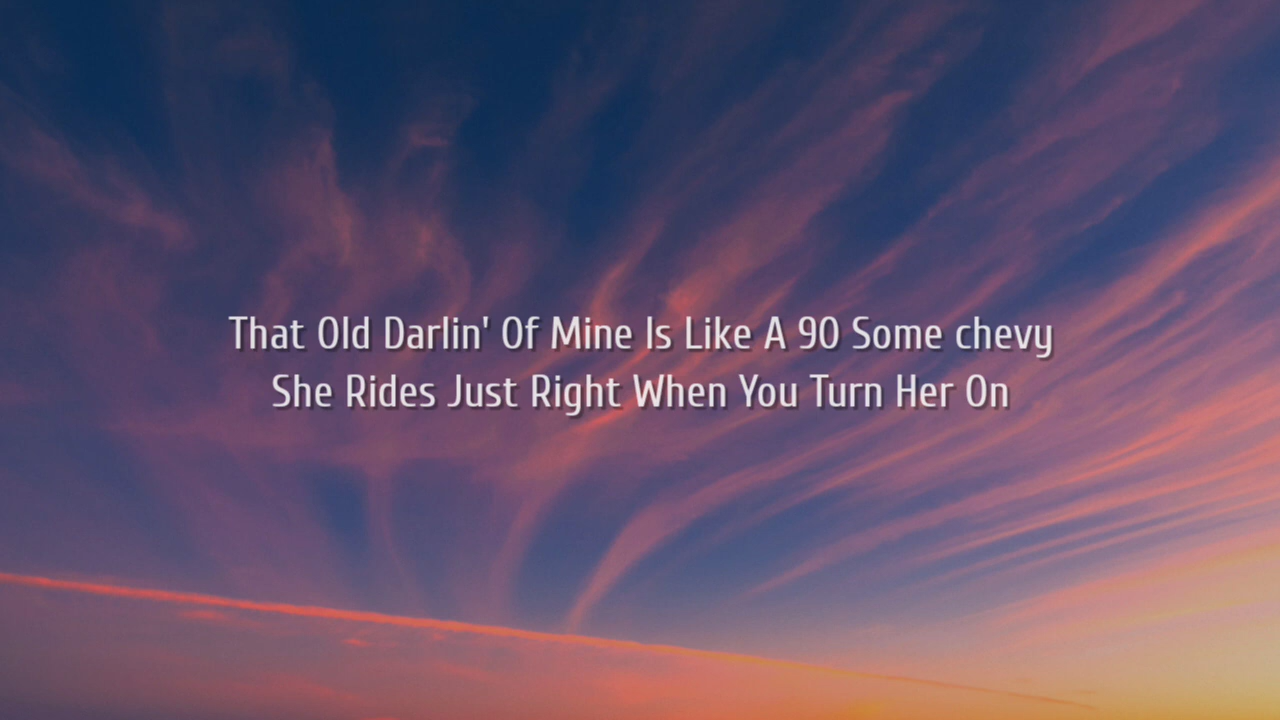 That Old Darlin' Of Mine Is Like A 90 Some chevy
She Rides Just Right When You Turn Her On